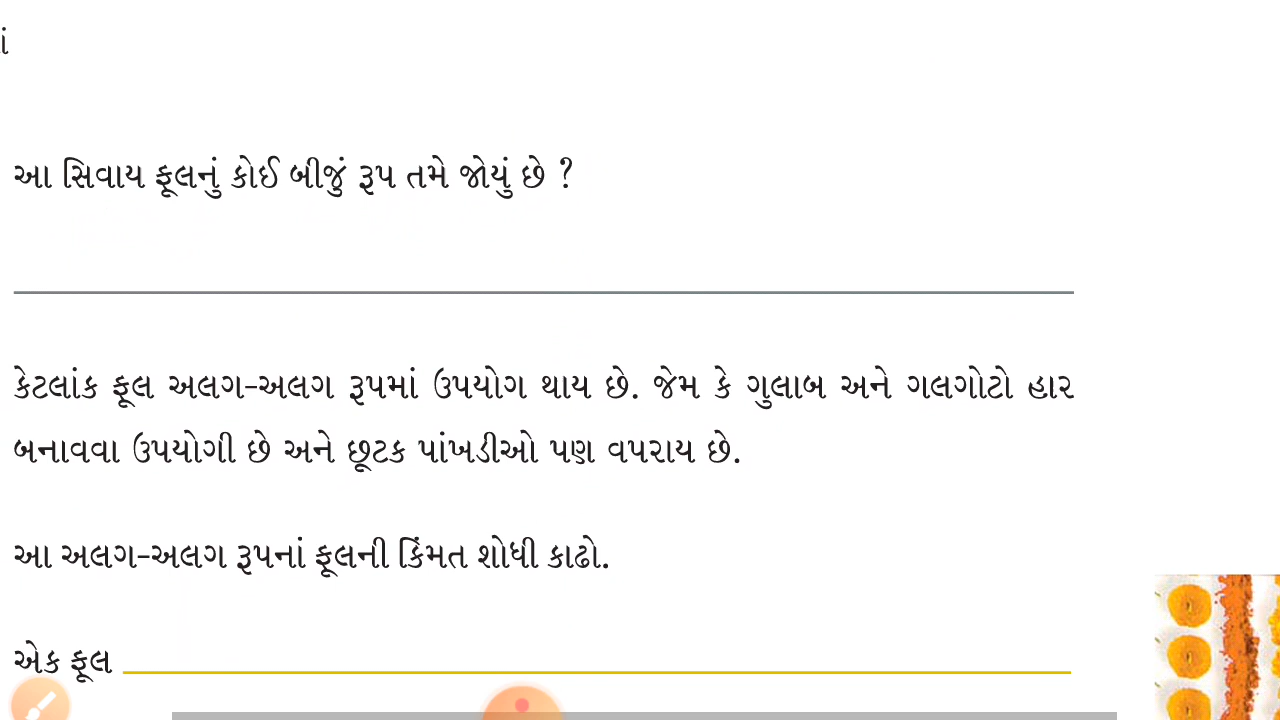 આ સિવાય ફૂલનું કોઈ બીજું રૂપ તમે જોયું છે ?
કેટલાંક ફૂલ અલગ-અલગ રૂપમાં ઉપયોગ થાય છે. જેમ કે ગુલાબ અને ગલગોટો હાર
બનાવવા ઉપયોગી છે અને છૂટક પાંખડીઓ પણ વપરાય છે.
આ અલગ-અલગ રૂપનાં ફૂલની કિંમત શોધી કાઢો.
એક ફૂલ